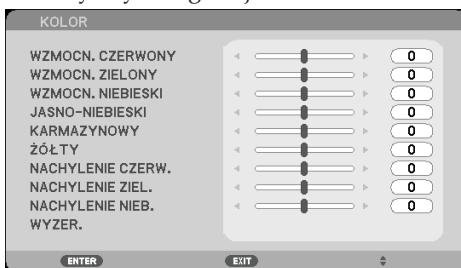 KOLOR
WZMOCN. CZERWONY 0
WZMOCN. ZIELONY 0
WZMOCN. NIEBIESKI 0
JASNO-NIEBIESKI 0
KARMAZYNOWY 0
ŻÓŁTY 0
NACHYLENIE CZERW. 0
NACHYLENIE ZIEL. 0
NACHYLENIE NIEB. 0
WYZER.
ENTER EXIT